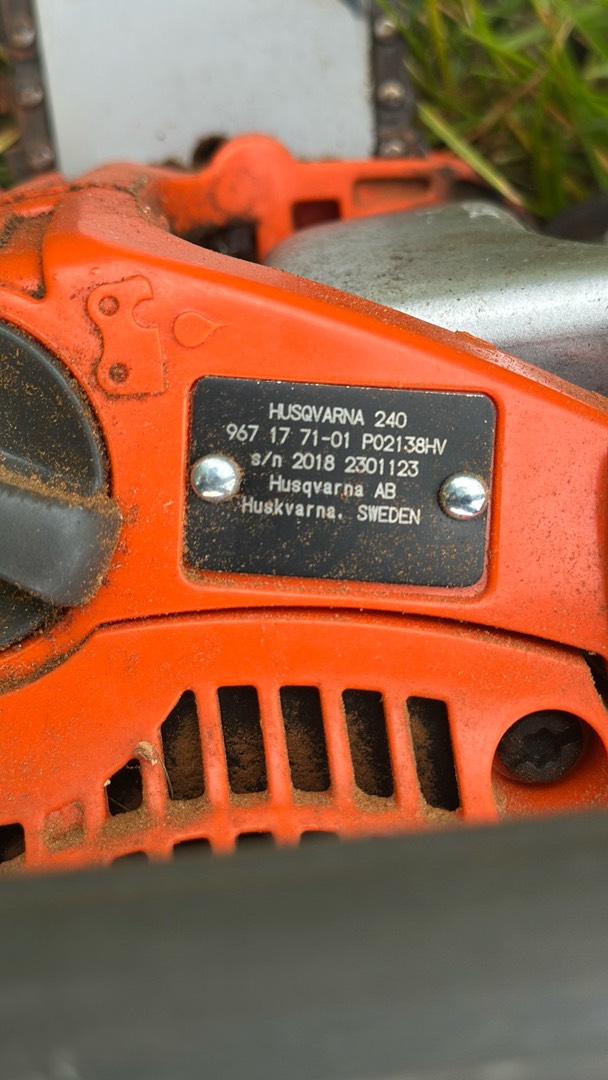 HUSQVARNA 240
967 17 71-01 P02138HV
s/n 2018 2301123
Husqvarna AB
Huskvarna, SWEDEN